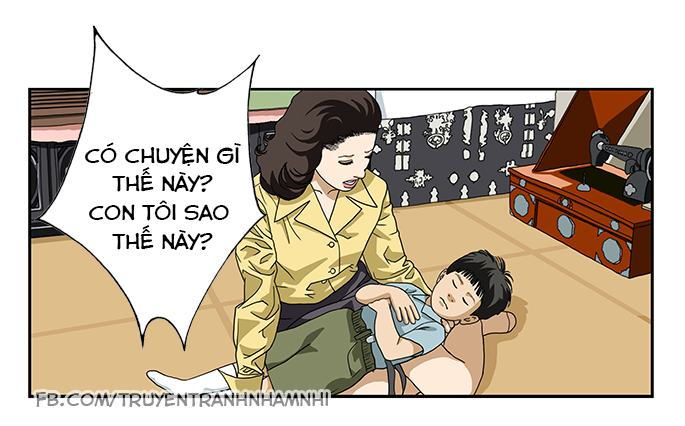 CÓ CHUYỆN GÌ
THẾ NÀY?
CON TÔI SAO
THẾ NÀY?
FB.COM/TRUYENTRANHNHAMNHI